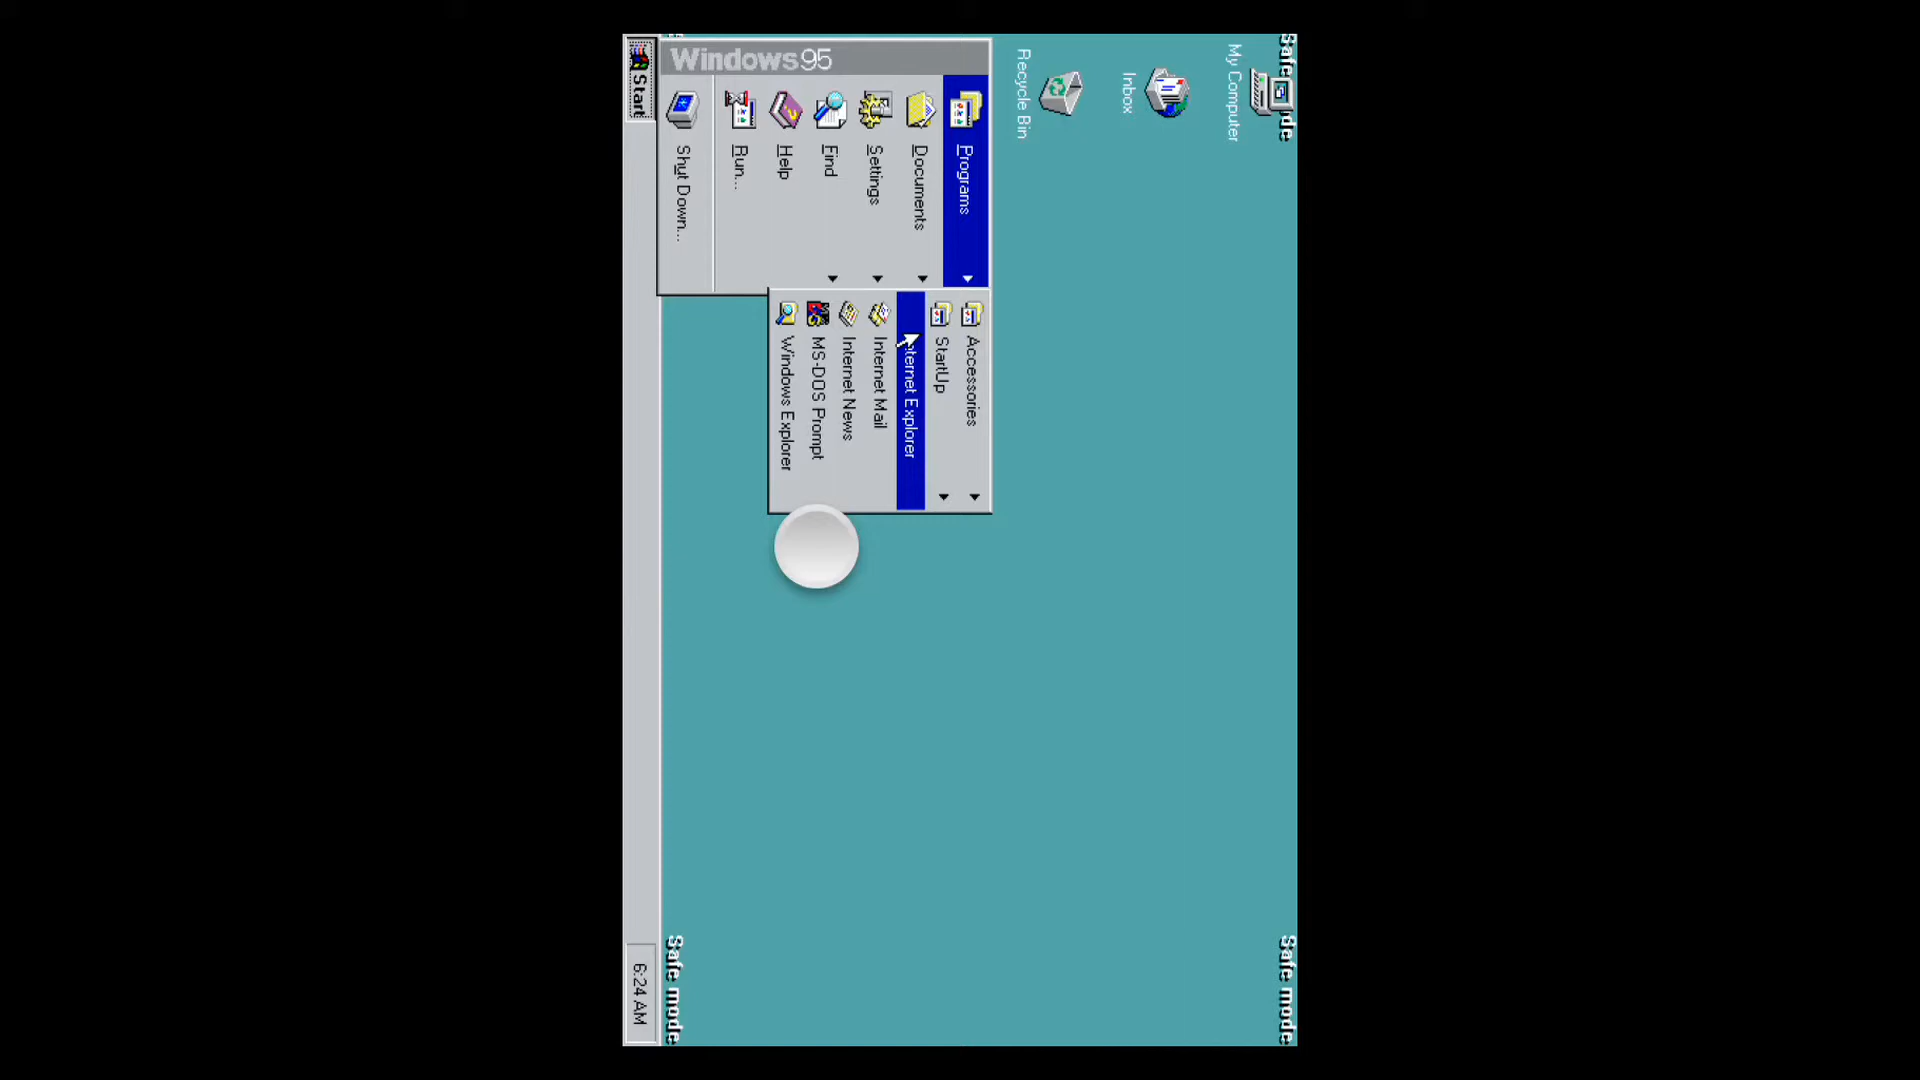 Safe mode
Safe mode
My Computer
Inbox
Recycle Bin
Windows95
Programs
Documents
Settings
Find
Help
Run...
Shut Down...
Accessories
StartUp
Internet Explorer
Internet Mail
Internet News
MS-DOS Prompt
Windows Explorer
Start
6:24 AM
Safe mode